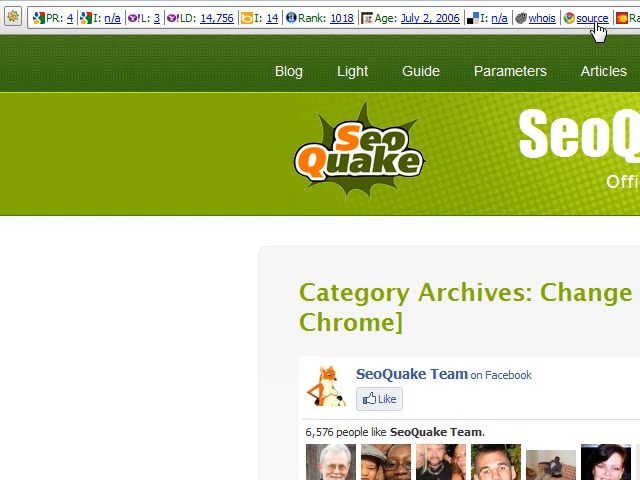 PR: 4 I: n/a L: 3 LD: 14,756 I: 14 Rank: 1018 Age: July 2, 2006 I: n/a whois source Ra
Blog Light Guide Parameters Articles
SeoQuake
SeoQ
Offi
Category Archives: Change
Chrome]
SeoQuake Team on Facebook
Like
6,576 people like SeoQuake Team.